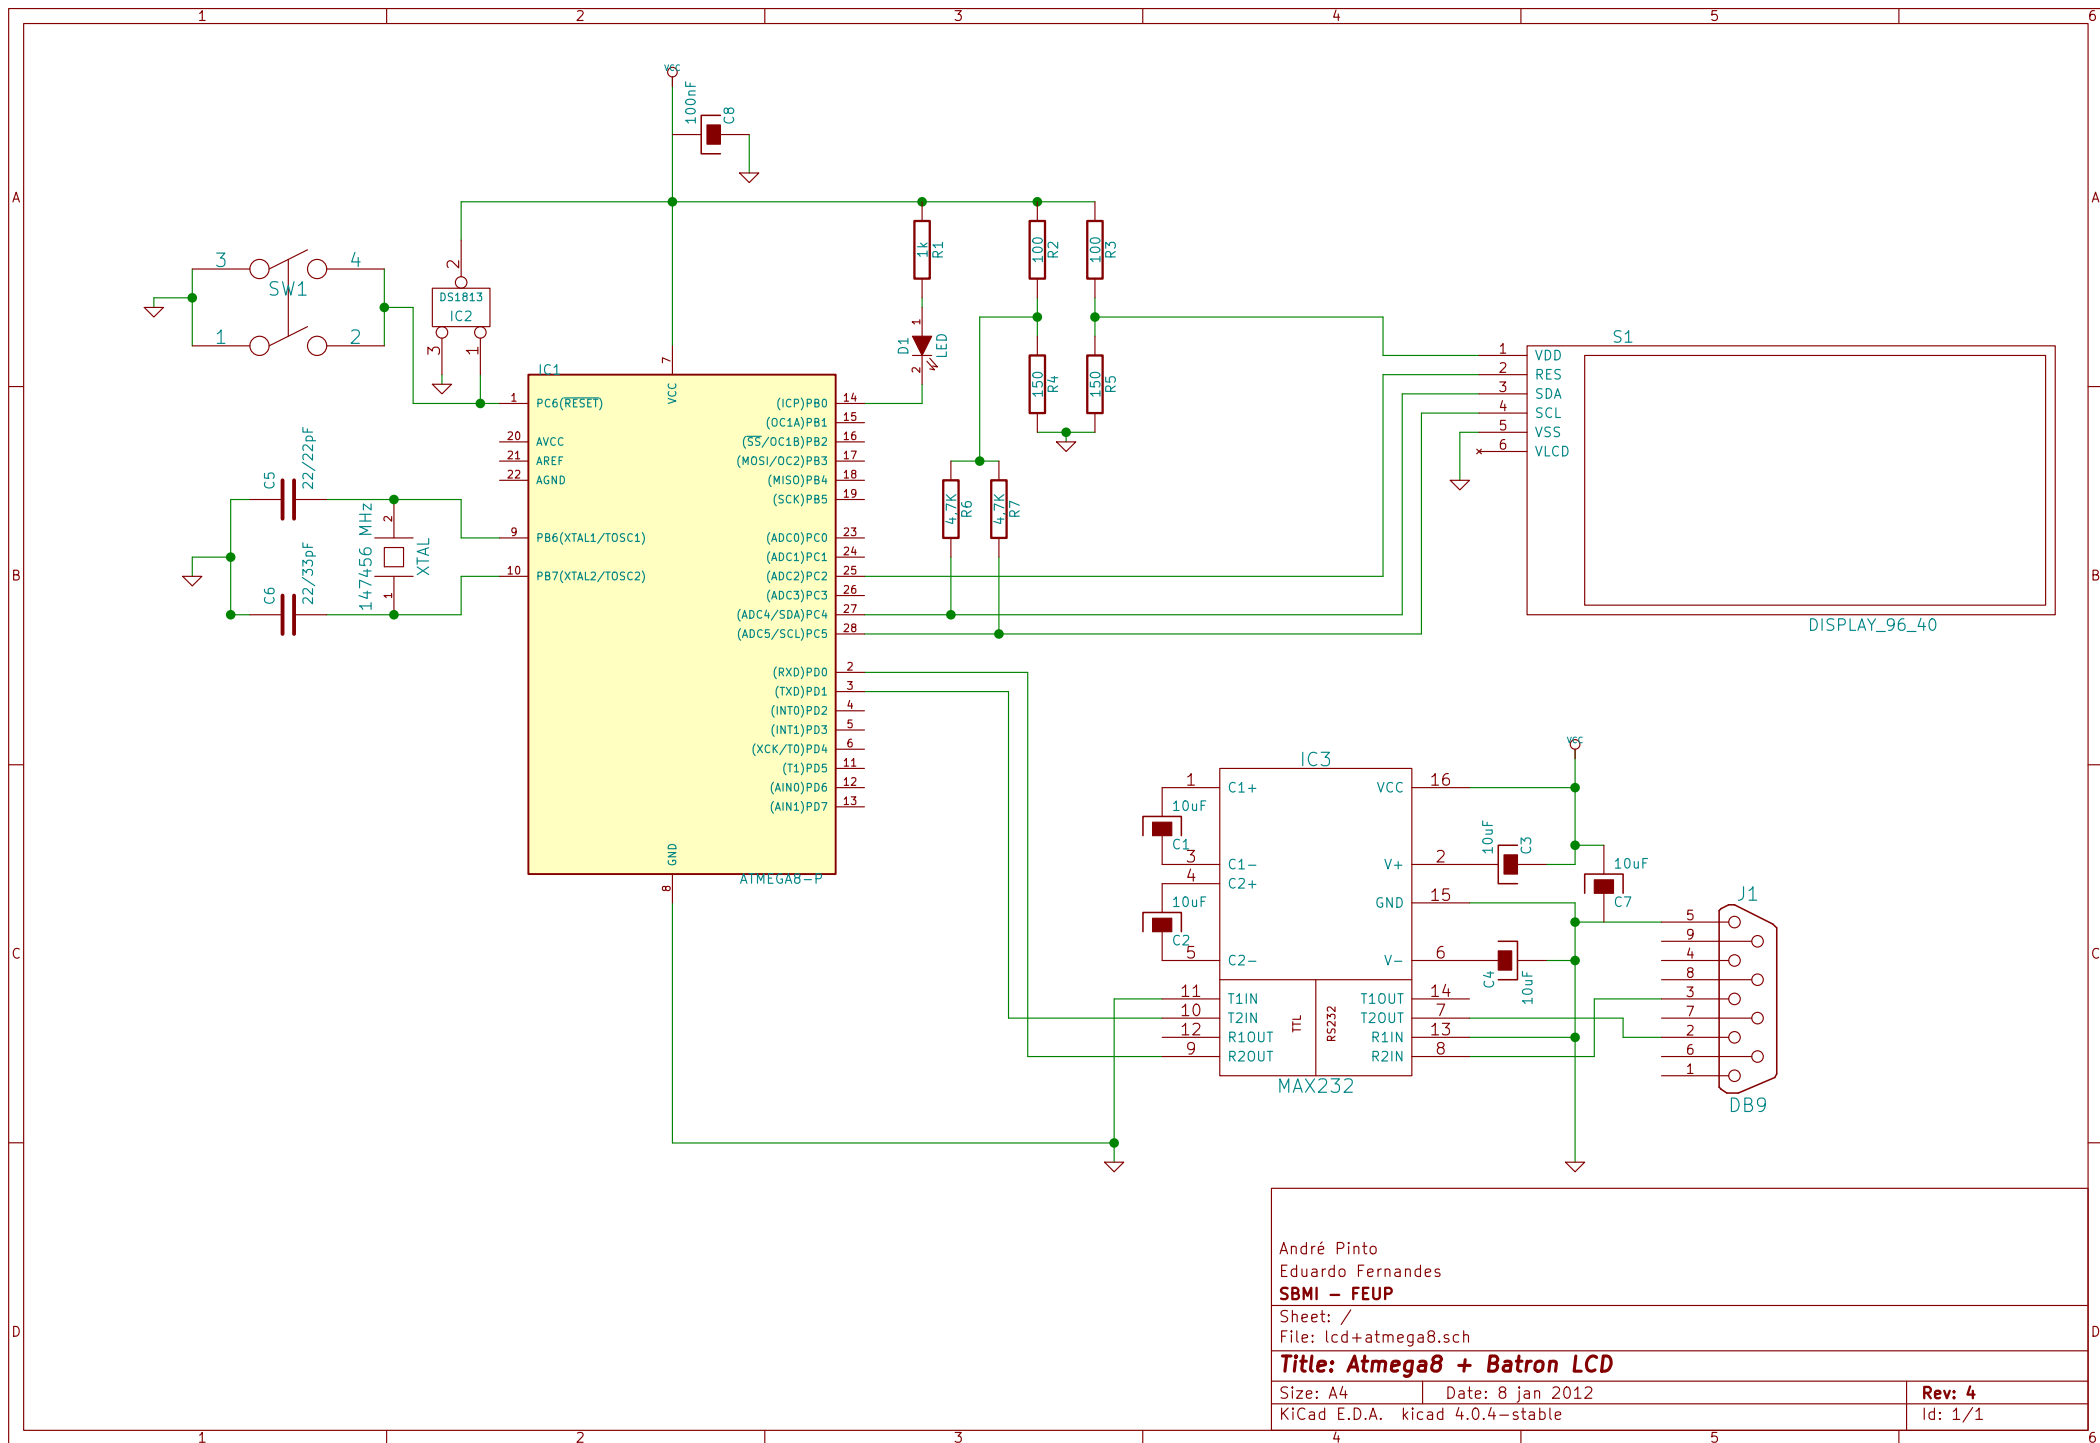 1 2 3 4 5 6
A
B
C
D
A
B
C
D
VCC
100nF
C8
3 4
SW1
1 2
2
DS1813
IC2
3 1
1k
R1
1
D1
LED
2
100
R2
100
R3
150
R4
150
R5
4,7K
R6
4,7K
R7
C5
22/22pF
C6
22/33pF
147456 MHz
XTAL
2
1
IC1
7
VCC
1 PC6(RESET)
20 AVCC
21 AREF
22 AGND
9 PB6(XTAL1/TOSC1)
10 PB7(XTAL2/TOSC2)
(ICP)PB0 14
(OC1A)PB1 15
(SS/OC1B)PB2 16
(MOSI/OC2)PB3 17
(MISO)PB4 18
(SCK)PB5 19
(ADC0)PC0 23
(ADC1)PC1 24
(ADC2)PC2 25
(ADC3)PC3 26
(ADC4/SDA)PC4 27
(ADC5/SCL)PC5 28
(RXD)PD0 2
(TXD)PD1 3
(INT0)PD2 4
(INT1)PD3 5
(XCK/T0)PD4 6
(T1)PD5 11
(AIN0)PD6 12
(AIN1)PD7 13
GND
8
ATMEGA8-P
S1
1 VDD
2 RES
3 SDA
4 SCL
5 VSS
6 VLCD
DISPLAY_96_40
VCC
IC3
1 C1+
10uF
C1
3 C1-
4 C2+
10uF
C2
5 C2-
11 T1IN
10 T2IN
12 R1OUT
9 R2OUT
TTL
RS232
VCC 16
V+ 2
GND 15
V- 6
T1OUT 14
T2OUT 7
R1IN 13
R2IN 8
MAX232
10uF
C3
10uF
C7
C4
10uF
J1
5
9
4
8
3
7
2
6
1
DB9
André Pinto
Eduardo Fernandes
SBMI - FEUP
Sheet: /
File: lcd+atmega8.sch
Title: Atmega8 + Batron LCD
Size: A4 Date: 8 jan 2012 Rev: 4
KiCad E.D.A. kicad 4.0.4-stable Id: 1/1
1 2 3 4 5 6